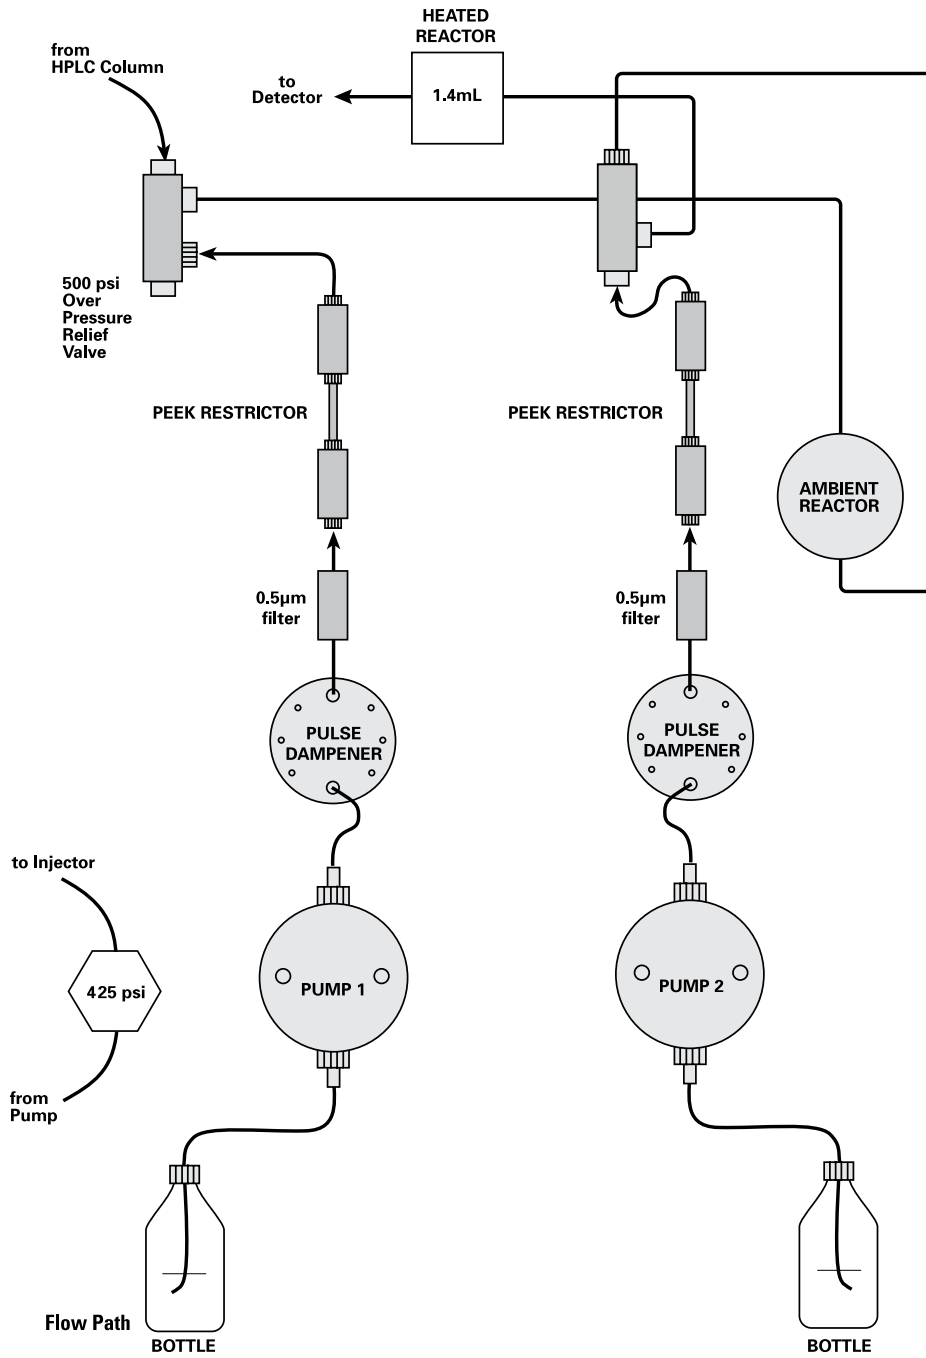 HEATED
REACTOR
from
HPLC Column
to
Detector
1.4mL
500 psi
Over
Pressure
Relief
Valve
PEEK RESTRICTOR
PEEK RESTRICTOR
AMBIENT
REACTOR
0.5µm
filter
0.5µm
filter
PULSE
DAMPENER
PULSE
DAMPENER
to Injector
425 psi
PUMP 1
PUMP 2
from
Pump
Flow Path
BOTTLE
BOTTLE